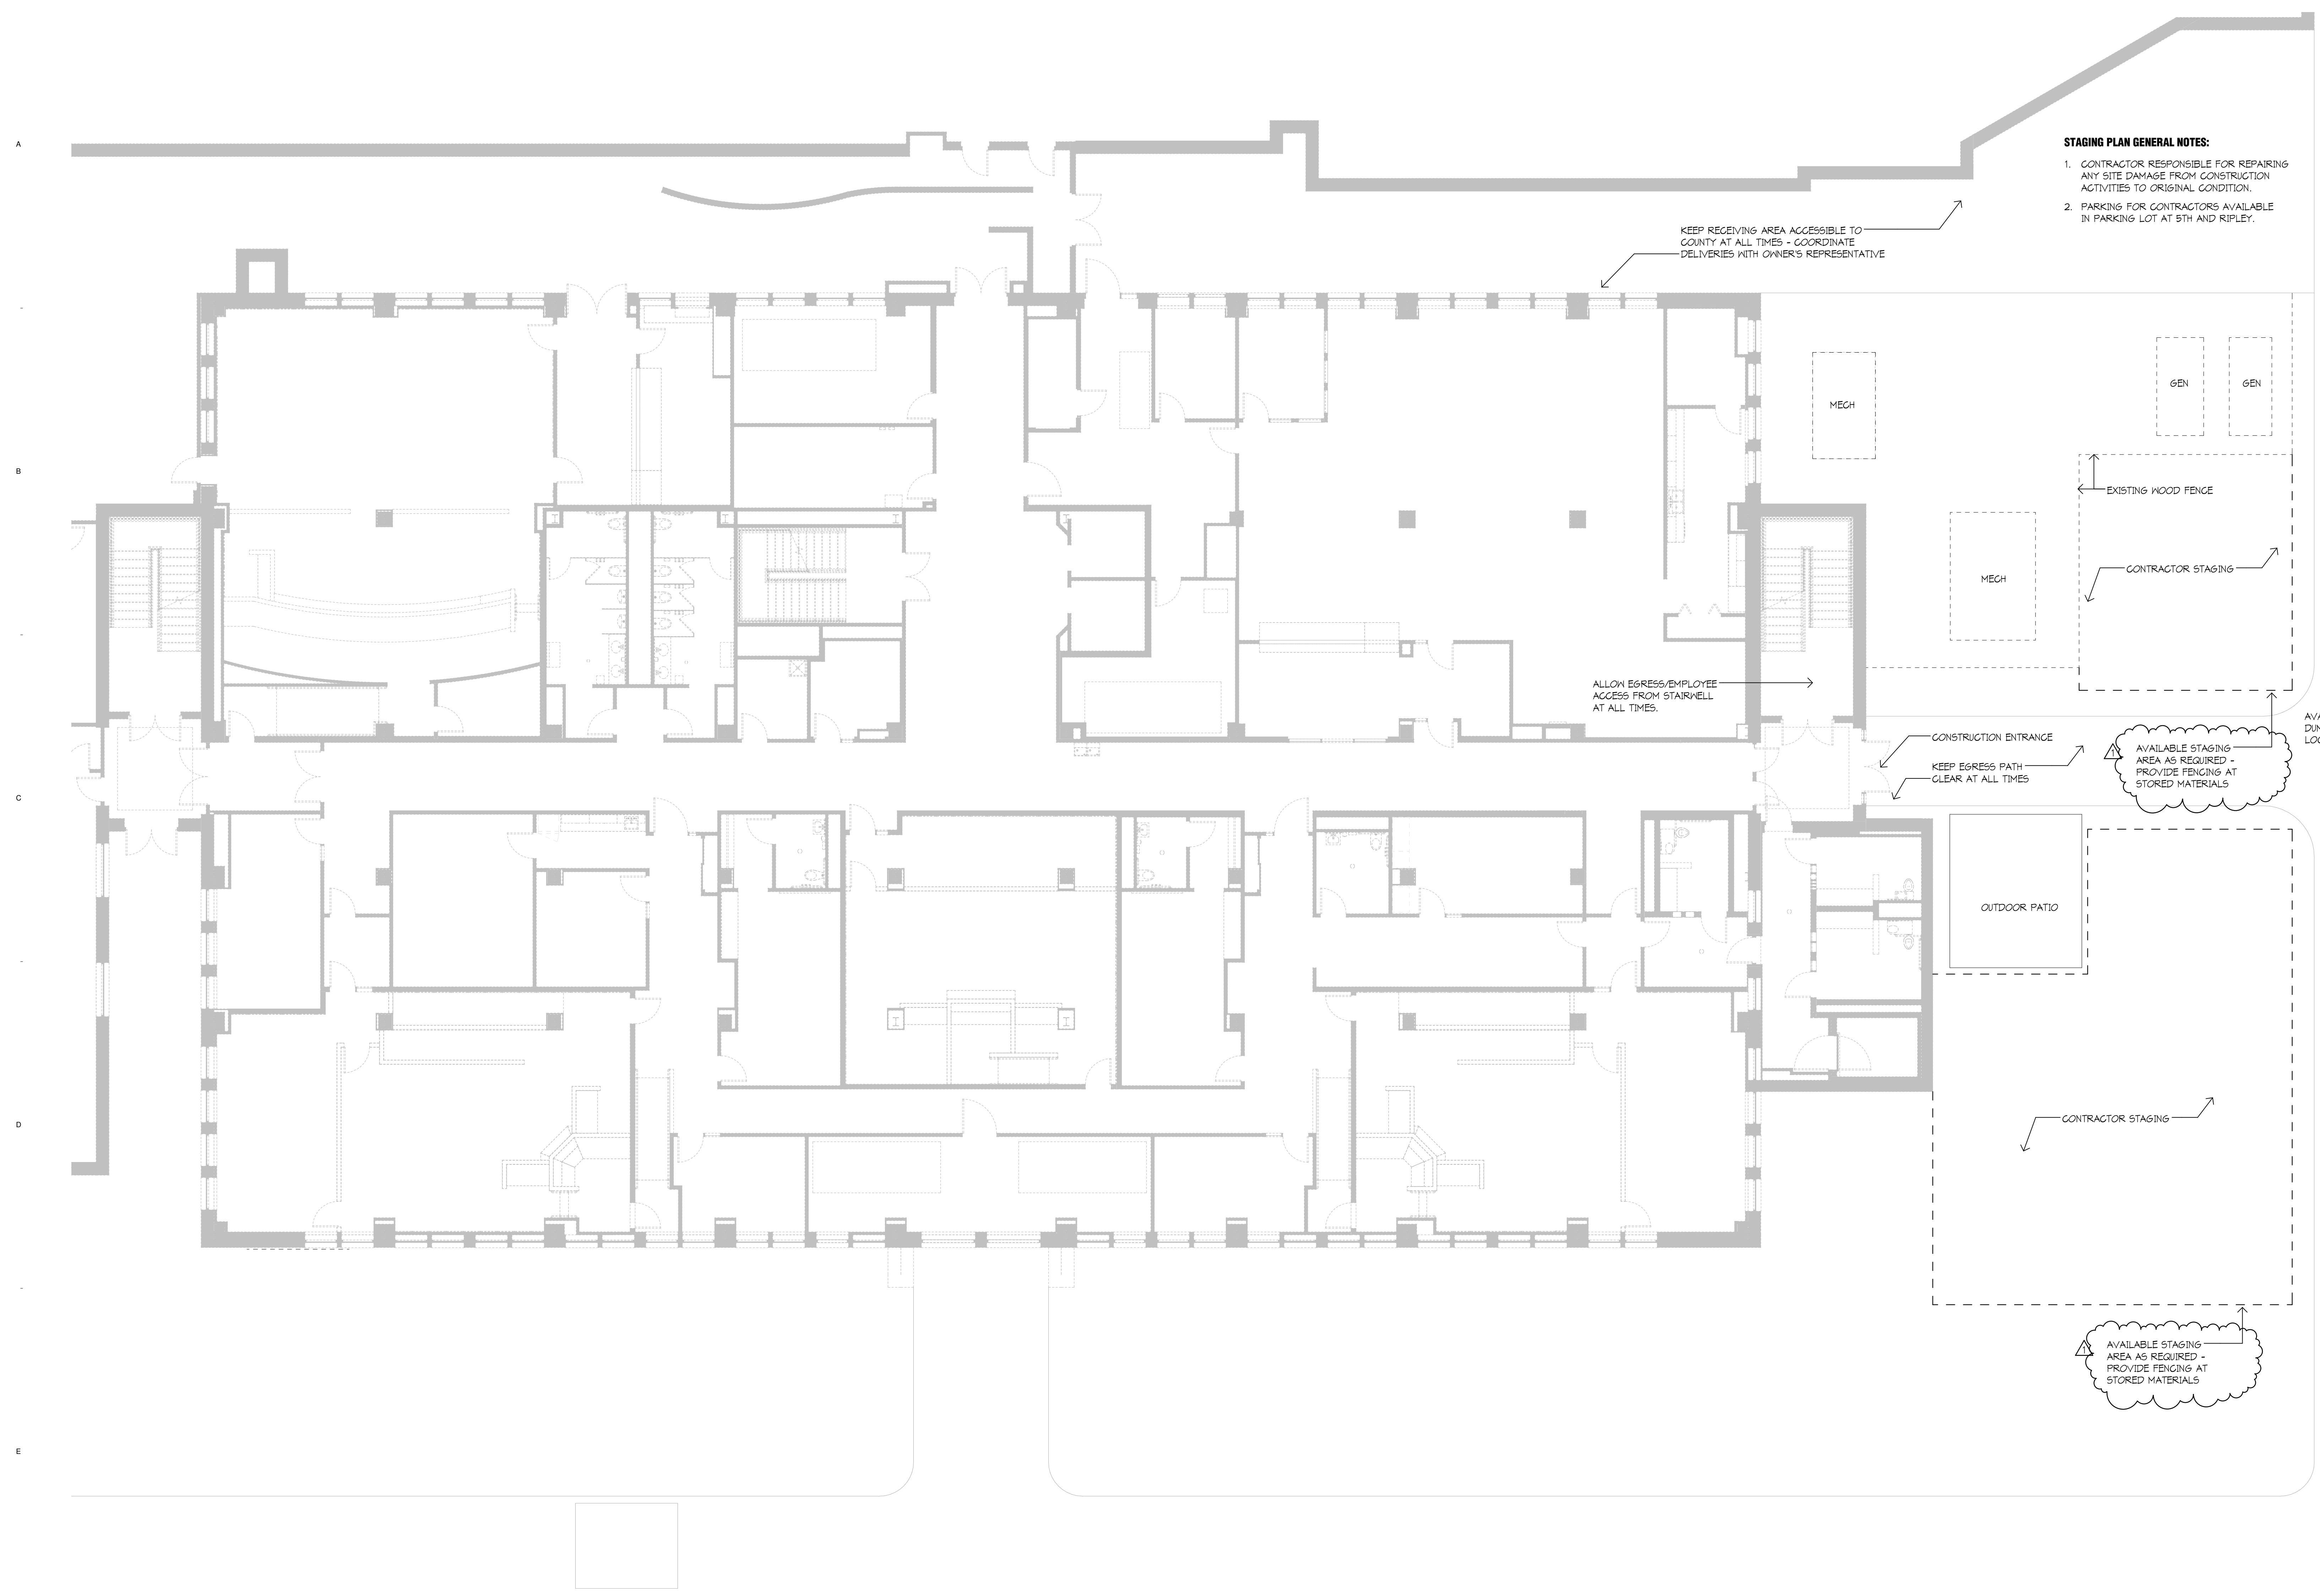 A
STAGING PLAN GENERAL NOTES:
1. CONTRACTOR RESPONSIBLE FOR REPAIRING
ANY SITE DAMAGE FROM CONSTRUCTION
ACTIVITIES TO ORIGINAL CONDITION.
2. PARKING FOR CONTRACTORS AVAILABLE
IN PARKING LOT AT 5TH AND RIPLEY.
KEEP RECEIVING AREA ACCESSIBLE TO
COUNTY AT ALL TIMES - COORDINATE
DELIVERIES WITH OWNER'S REPRESENTATIVE
-
GEN
GEN
MECH
B
EXISTING WOOD FENCE
CONTRACTOR STAGING
MECH
-
ALLOW EGRESS/EMPLOYEE
ACCESS FROM STAIRWELL
AT ALL TIMES.
CONSTRUCTION ENTRANCE
KEEP EGRESS PATH
CLEAR AT ALL TIMES
1
AVAILABLE STAGING
AREA AS REQUIRED -
PROVIDE FENCING AT
STORED MATERIALS
C
OUTDOOR PATIO
-
D
CONTRACTOR STAGING
-
1
AVAILABLE STAGING
AREA AS REQUIRED -
PROVIDE FENCING AT
STORED MATERIALS
E